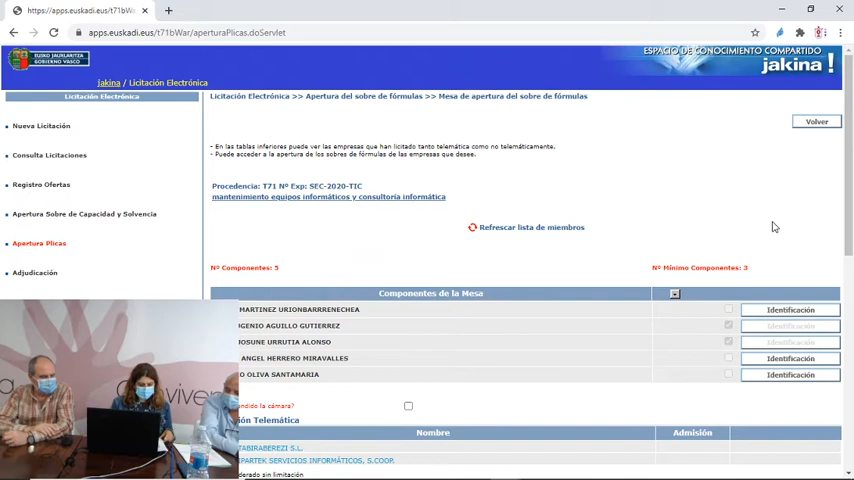 https://apps.euskadi.eus/t71bWar/
apps.euskadi.eus/t71bWar/aperturaPlicas.doServlet
EUSKO JAURLARITZA
GOBIERNO VASCO
ESPACIO DE CONOCIMIENTO COMPARTIDO
jakina !
Jakina / Licitación Electrónica
Licitación Electrónica
Nueva Licitación
Consulta Licitaciones
Registro Ofertas
Apertura Sobre de Capacidad y Solvencia
Apertura Plicas
Adjudicación
Licitación Electrónica >> Apertura del sobre de fórmulas >> Mesa de apertura del sobre de fórmulas
Volver
- En las tablas inferiores puede ver las empresas que han licitado tanto telemática como no telemáticamente.
- Puede acceder a la apertura de los sobres de fórmulas de las empresas que desee.
Procedencia: T71 Nº Exp: SEC-2020-TIC
mantenimiento equipos informáticos y consultoría informática
Refrescar lista de miembros
Nº Componentes: 5
Nº Mínimo Componentes: 3
Componentes de la Mesa
MARTINEZ URIONBARRRENECHEA Identificación
UGENIO AGUILLO GUTIERREZ Identificación
IOSUNE URRUTIA ALONSO Identificación
ANGEL HERRERO MIRAVALLES Identificación
O OLIVA SANTAMARIA Identificación
ndido la cámara?
ión Telemática
Nombre Admisión
TABIRABEREZI S.L.
IPARTEK SERVICIOS INFORMÁTICOS, S.COOP.
derado sin limitación